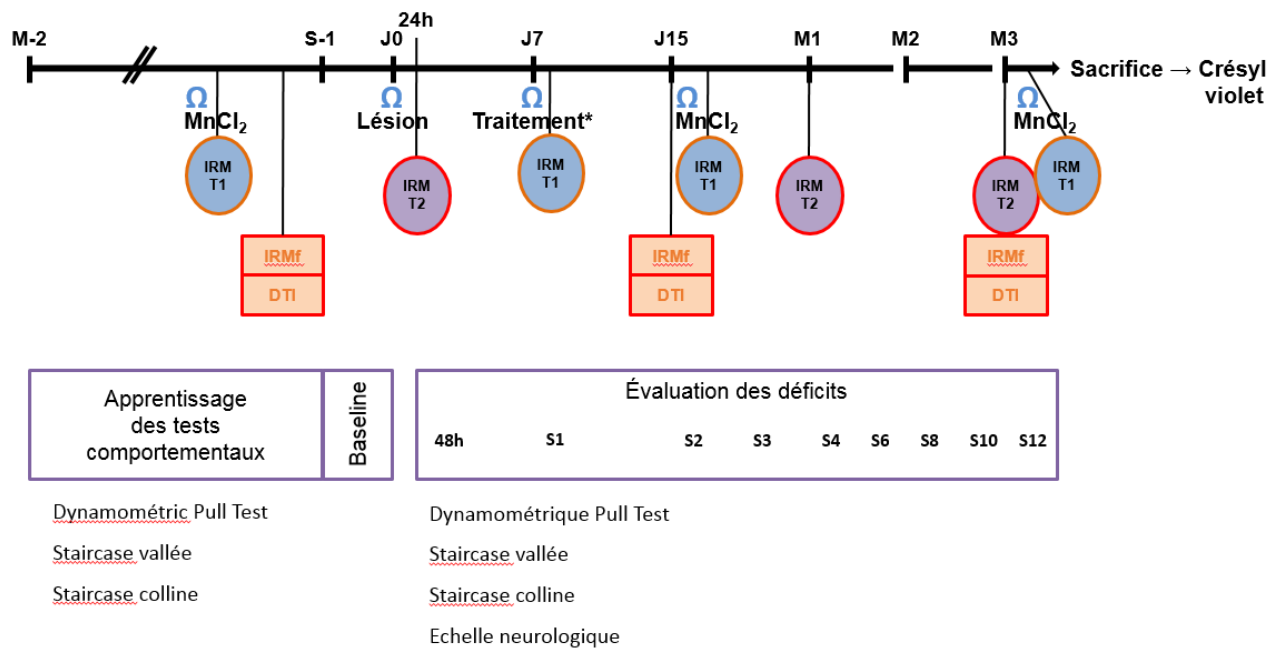 24h
M-2
S-1
J0
J7
J15
M1
M2
M3
Sacrifice → Crésyl
violet
Ω
Ω
Ω
Ω
Ω
MnCl₂
Lésion
Traitement*
MnCl₂
MnCl₂
IRM
T1
IRM
T2
IRM
T1
IRM
T1
IRM
T2
IRM
T2
IRM
T1
IRMf
DTI
IRMf
DTI
IRMf
DTI
Apprentissage
des tests
comportementaux
Baseline
Évaluation des déficits
48h S1 S2 S3 S4 S6 S8 S10 S12
Dynamométric Pull Test
Staircase vallée
Staircase colline
Dynamométrique Pull Test
Staircase vallée
Staircase colline
Echelle neurologique